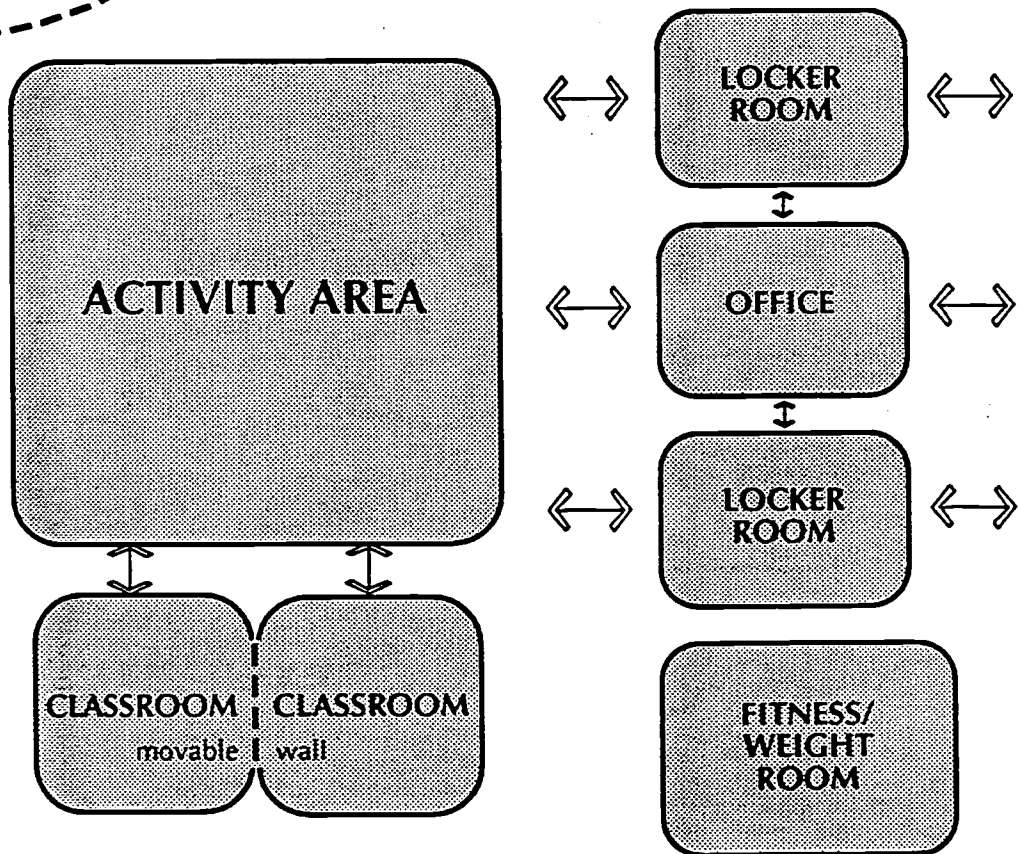 LOCKER
ROOM
ACTIVITY AREA
OFFICE
LOCKER
ROOM
CLASSROOM
CLASSROOM
movable wall
FITNESS/
WEIGHT
ROOM